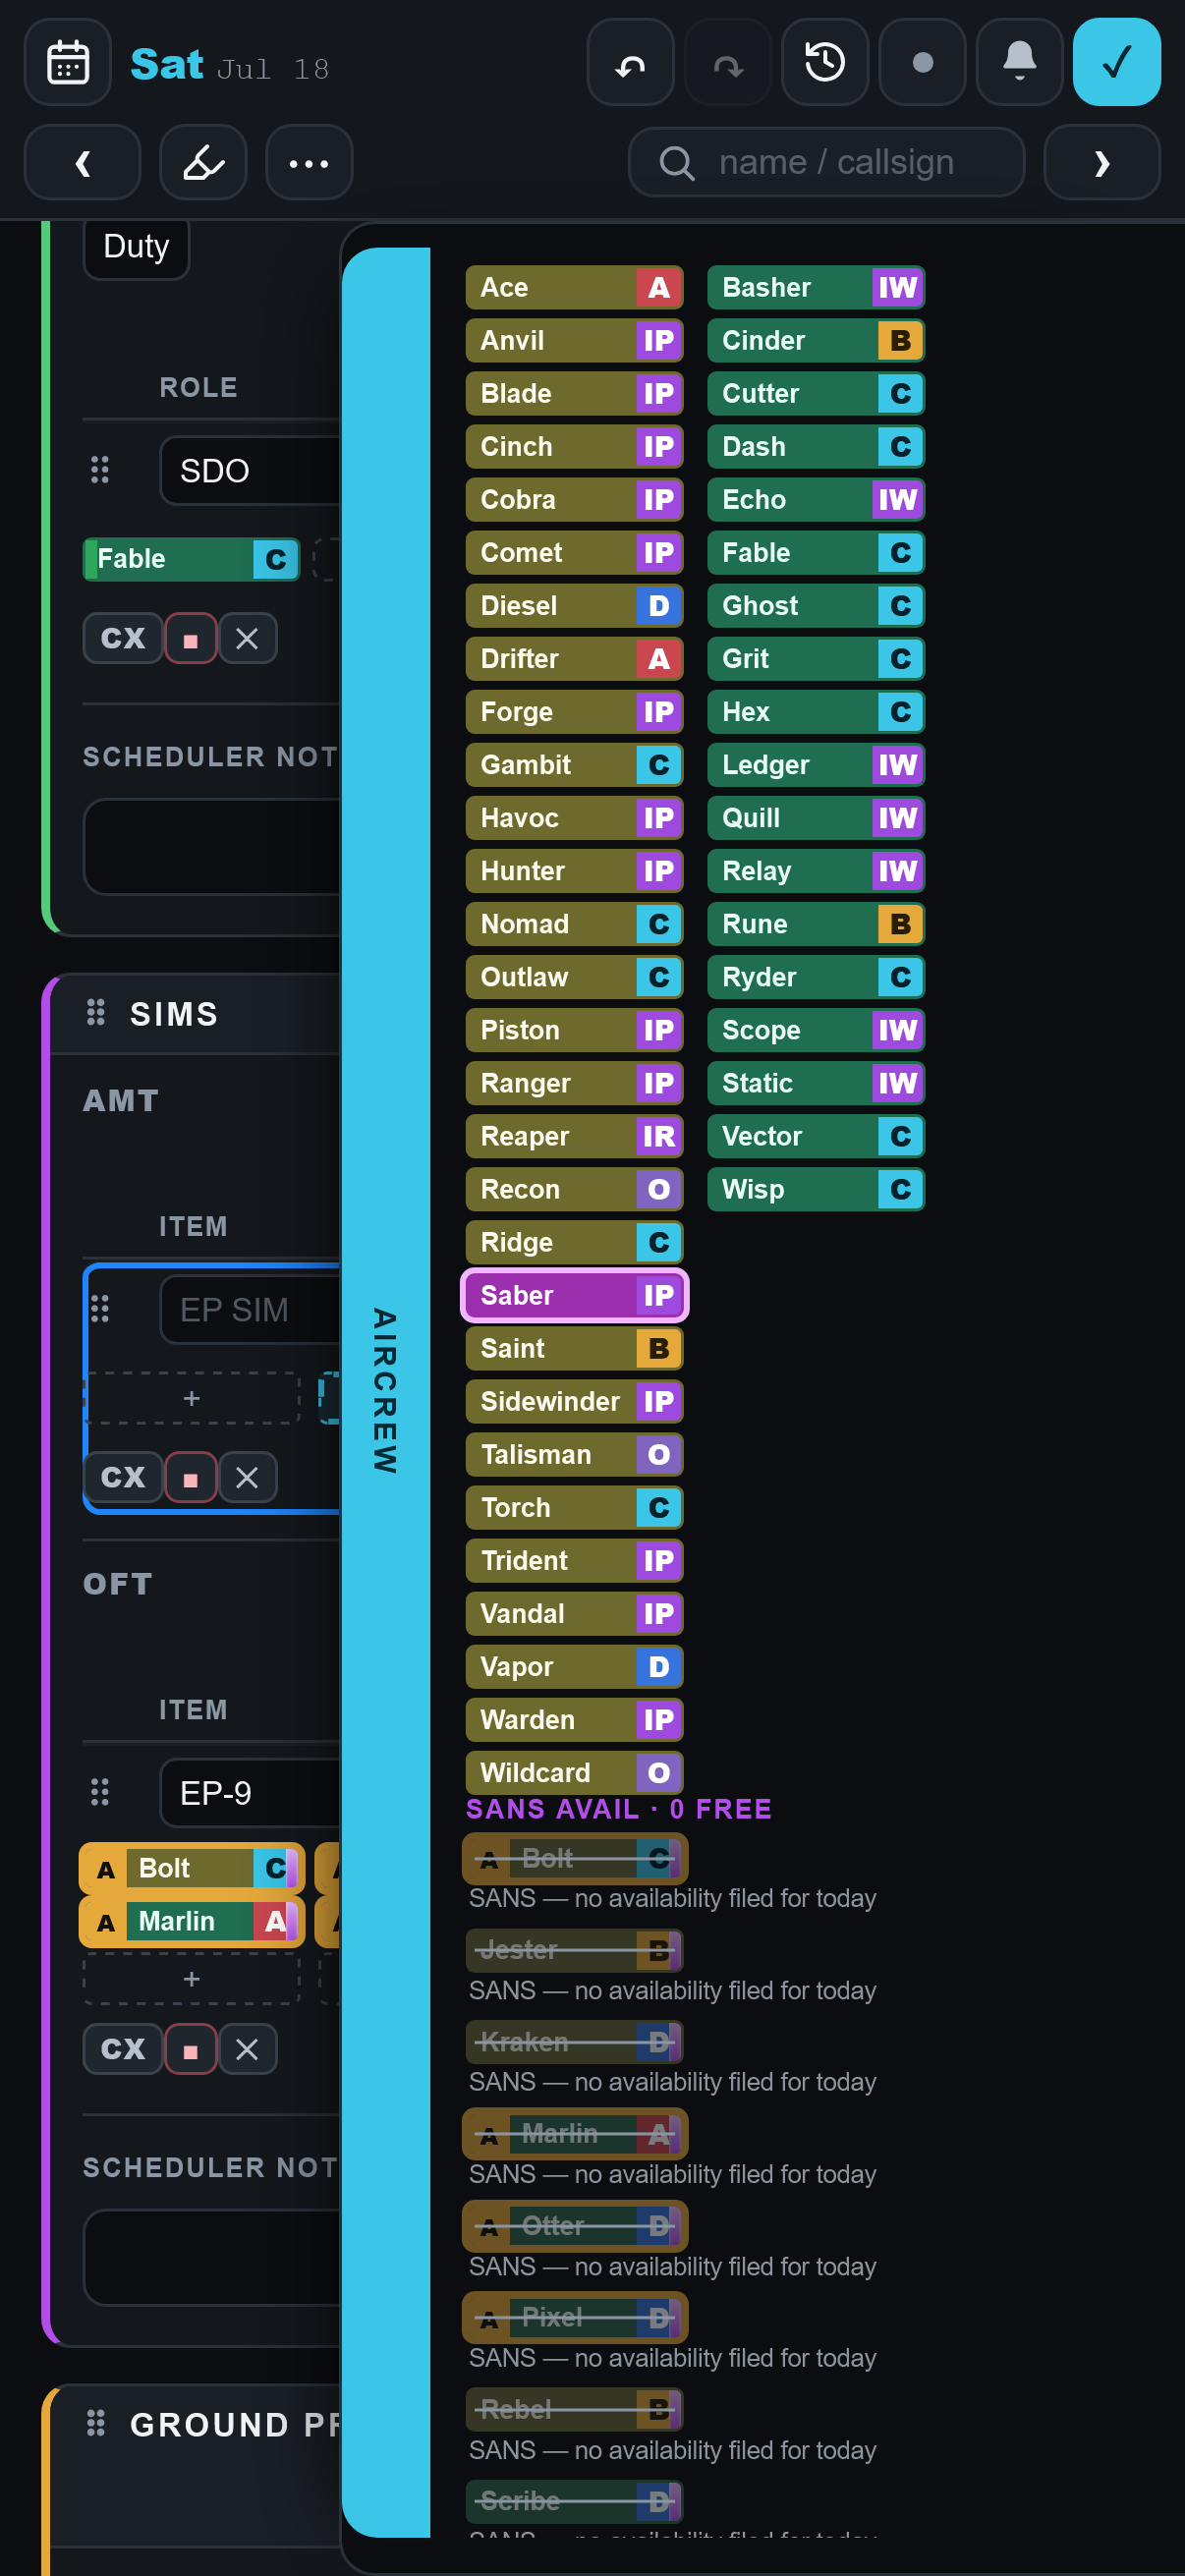 Sat Jul 18
name / callsign
Duty
ROLE
SDO
Fable C
CX
SCHEDULER NOT
SIMS
AMT
ITEM
EP SIM
+
CX
OFT
ITEM
EP-9
A Bolt C
A Marlin A
+
CX
SCHEDULER NOT
GROUND PR
AIRCREW
Ace A
Anvil IP
Blade IP
Cinch IP
Cobra IP
Comet IP
Diesel D
Drifter A
Forge IP
Gambit C
Havoc IP
Hunter IP
Nomad C
Outlaw C
Piston IP
Ranger IP
Reaper IR
Recon O
Ridge C
Saber IP
Saint B
Sidewinder IP
Talisman O
Torch C
Trident IP
Vandal IP
Vapor D
Warden IP
Wildcard O
Basher IW
Cinder B
Cutter C
Dash C
Echo IW
Fable C
Ghost C
Grit C
Hex C
Ledger IW
Quill IW
Relay IW
Rune B
Ryder C
Scope IW
Static IW
Vector C
Wisp C
SANS AVAIL · 0 FREE
A Bolt C
SANS — no availability filed for today
Jester B
SANS — no availability filed for today
Kraken D
SANS — no availability filed for today
A Marlin A
SANS — no availability filed for today
A Otter D
SANS — no availability filed for today
A Pixel D
SANS — no availability filed for today
Rebel B
SANS — no availability filed for today
Scribe D
SANS — no availability filed for today